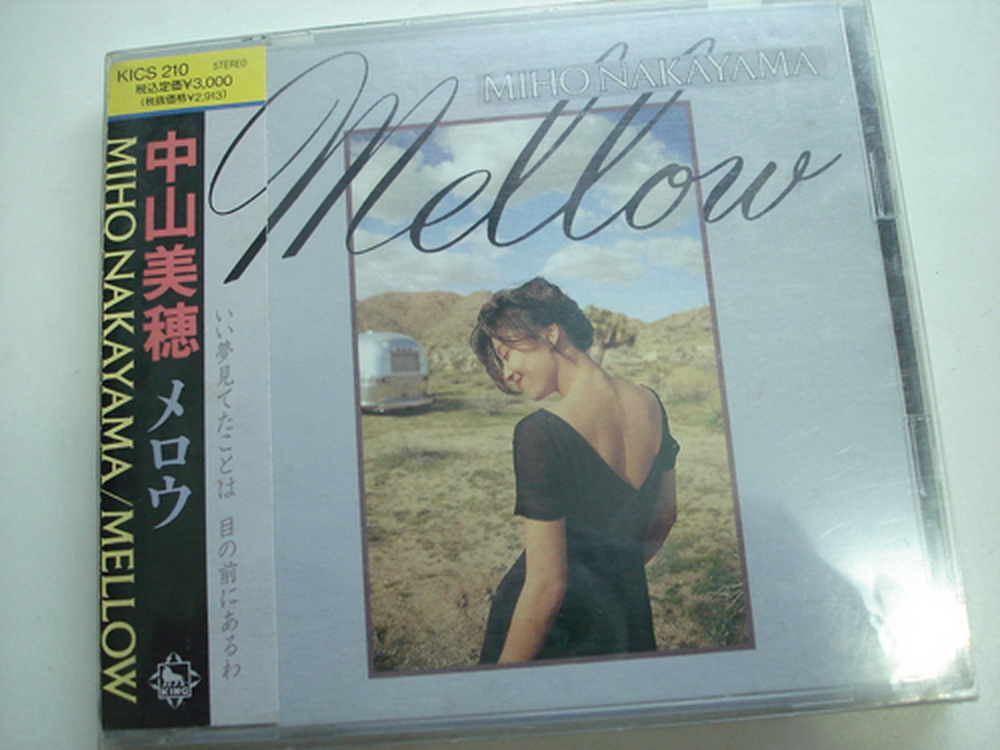 KICS 210 STEREO
税込定価¥3,000
(税抜価格¥2,913)
中山美穂 メロウ
MIHO NAKAYAMA/MELLOW
いい夢見てたことは 目の前にあるわ
KING
MIHO NAKAYAMA
Mellow